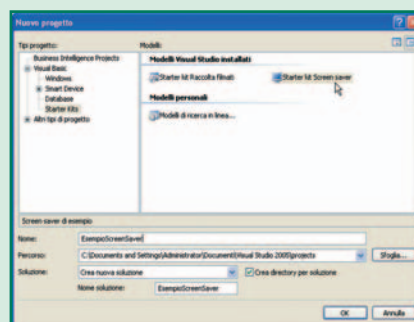 Nuovo progetto
Tipi progetto:
Modelli:
Business Intelligence Projects
Visual Basic
Windows
Smart Device
Database
Starter Kits
Altri tipi di progetto
Modelli Visual Studio installati
Starter kit Raccolta filmati
Starter kit Screen saver
Modelli personali
Modelli di ricerca in linea...
Screen saver di esempio
Nome:
EsempioScreenSaver
Percorso:
C:\Documents and Settings\Administrator\Documenti\Visual Studio 2005\projects
Sfoglia...
Soluzione:
Crea nuova soluzione
Crea directory per soluzione
Nome soluzione:
EsempioScreenSaver
OK
Annulla